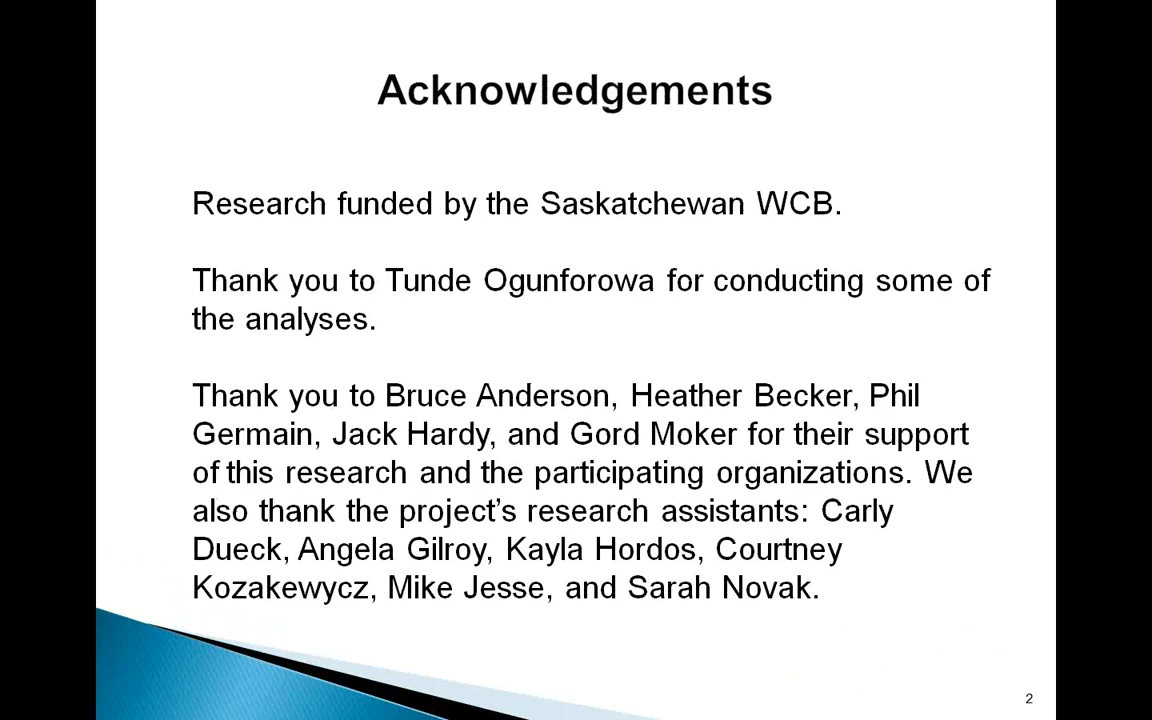 Acknowledgements
Research funded by the Saskatchewan WCB.
Thank you to Tunde Ogunforowa for conducting some of
the analyses.
Thank you to Bruce Anderson, Heather Becker, Phil
Germain, Jack Hardy, and Gord Moker for their support
of this research and the participating organizations. We
also thank the project’s research assistants: Carly
Dueck, Angela Gilroy, Kayla Hordos, Courtney
Kozakewycz, Mike Jesse, and Sarah Novak.
2